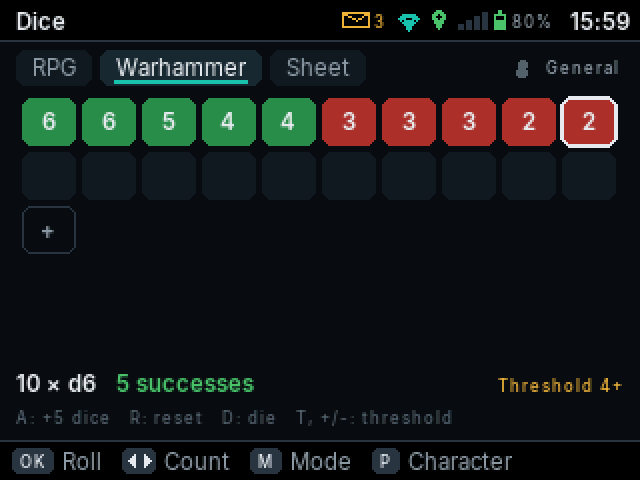 Dice 3 80% 15:59
RPG Warhammer Sheet General
6 6 5 4 4 3 3 3 2 2
+
10 × d6 5 successes Threshold 4+
A: +5 dice R: reset D: die T, +/-: threshold
OK Roll Count M Mode P Character